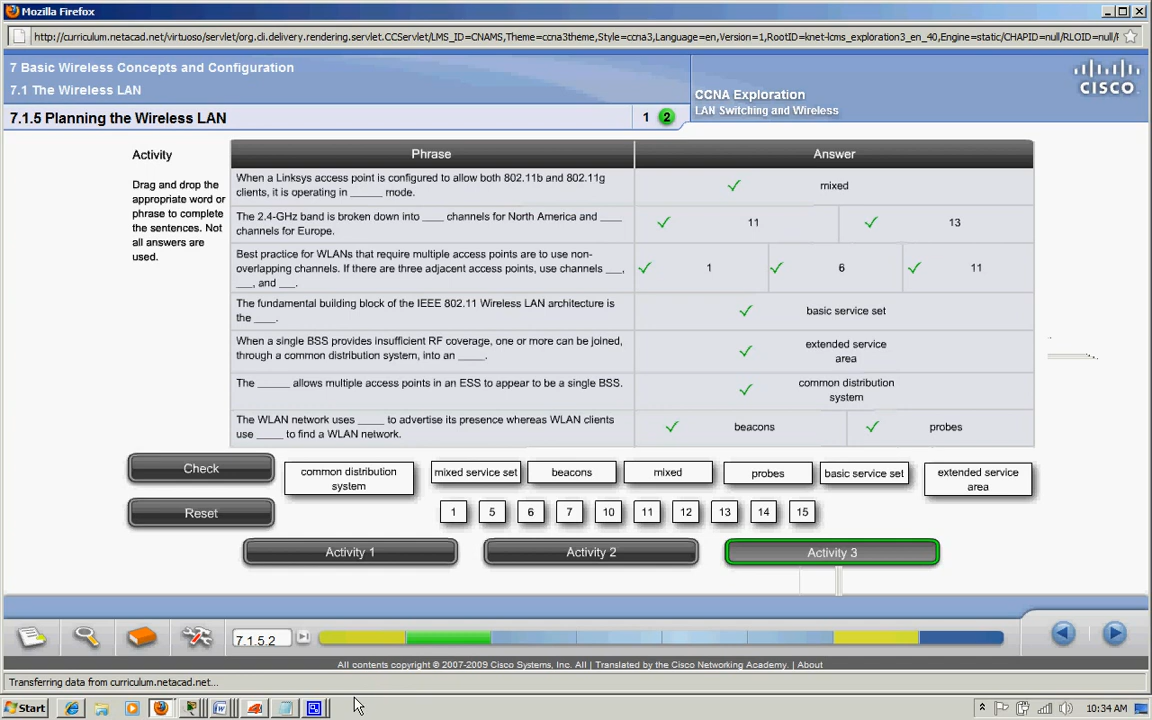 Mozilla Firefox
http://curriculum.netacad.net/virtuoso/servlet/org.cli.delivery.rendering.servlet.CCServlet/LMS_ID=CNAMS,Theme=ccna3theme,Style=ccna3,Language=en,Version=1,RootID=knet-lcms_exploration3_en_40,Engine=static/CHAPID=null/RLOID=null/
7 Basic Wireless Concepts and Configuration
7.1 The Wireless LAN
CCNA Exploration
LAN Switching and Wireless
CISCO
7.1.5 Planning the Wireless LAN
1 2
Activity
Drag and drop the
appropriate word or
phrase to complete
the sentences. Not
all answers are
used.
Phrase Answer
When a Linksys access point is configured to allow both 802.11b and 802.11g
clients, it is operating in ______ mode.
mixed
The 2.4-GHz band is broken down into ____ channels for North America and ____
channels for Europe.
11 13
Best practice for WLANs that require multiple access points are to use non-
overlapping channels. If there are three adjacent access points, use channels ___,
___, and ___.
1 6 11
The fundamental building block of the IEEE 802.11 Wireless LAN architecture is
the ____.
basic service set
When a single BSS provides insufficient RF coverage, one or more can be joined,
through a common distribution system, into an _____.
extended service
area
The ______ allows multiple access points in an ESS to appear to be a single BSS.
common distribution
system
The WLAN network uses _____ to advertise its presence whereas WLAN clients
use _____ to find a WLAN network.
beacons probes
Check
Reset
common distribution
system
mixed service set
beacons
mixed
probes
basic service set
extended service
area
1 5 6 7 10 11 12 13 14 15
Activity 1 Activity 2 Activity 3
7.1.5.2
All contents copyright © 2007-2009 Cisco Systems, Inc. All | Translated by the Cisco Networking Academy. | About
Transferring data from curriculum.netacad.net...
Start
10:34 AM